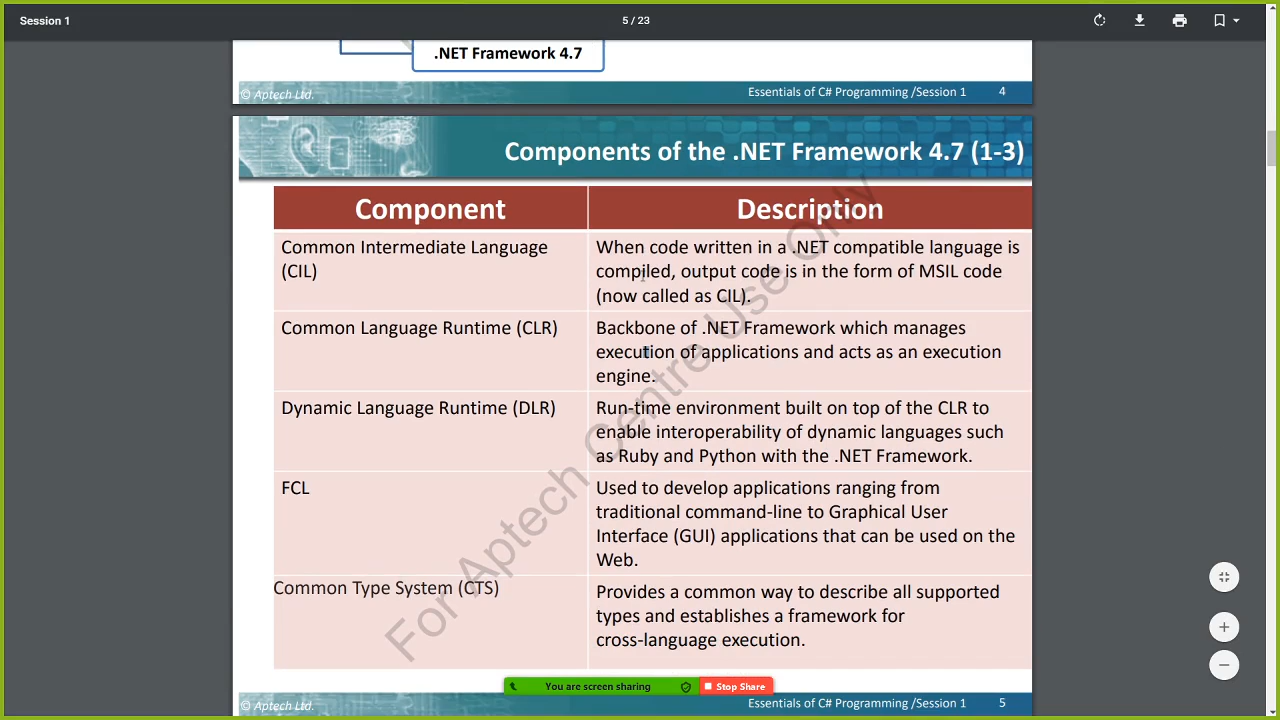 Session 1
5 / 23
.NET Framework 4.7
© Aptech Ltd.
Essentials of C# Programming /Session 1 4
Components of the .NET Framework 4.7 (1-3)
Component
Description
Common Intermediate Language
(CIL)
When code written in a .NET compatible language is
compiled, output code is in the form of MSIL code
(now called as CIL).
Common Language Runtime (CLR)
Backbone of .NET Framework which manages
execution of applications and acts as an execution
engine.
Dynamic Language Runtime (DLR)
Run-time environment built on top of the CLR to
enable interoperability of dynamic languages such
as Ruby and Python with the .NET Framework.
FCL
Used to develop applications ranging from
traditional command-line to Graphical User
Interface (GUI) applications that can be used on the
Web.
Common Type System (CTS)
Provides a common way to describe all supported
types and establishes a framework for
cross-language execution.
For Aptech Centre Use Only
You are screen sharing
Stop Share
© Aptech Ltd.
Essentials of C# Programming /Session 1 5